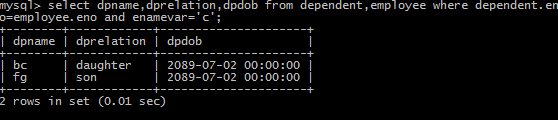 mysql> select dpname,dprelation,dpdob from dependent,employee where dependent.en
o=employee.eno and enamevar='c';
+--------+------------+---------------------+
| dpname | dprelation | dpdob               |
+--------+------------+---------------------+
| bc     | daughter   | 2089-07-02 00:00:00 |
| fg     | son        | 2089-07-02 00:00:00 |
+--------+------------+---------------------+
2 rows in set (0.01 sec)